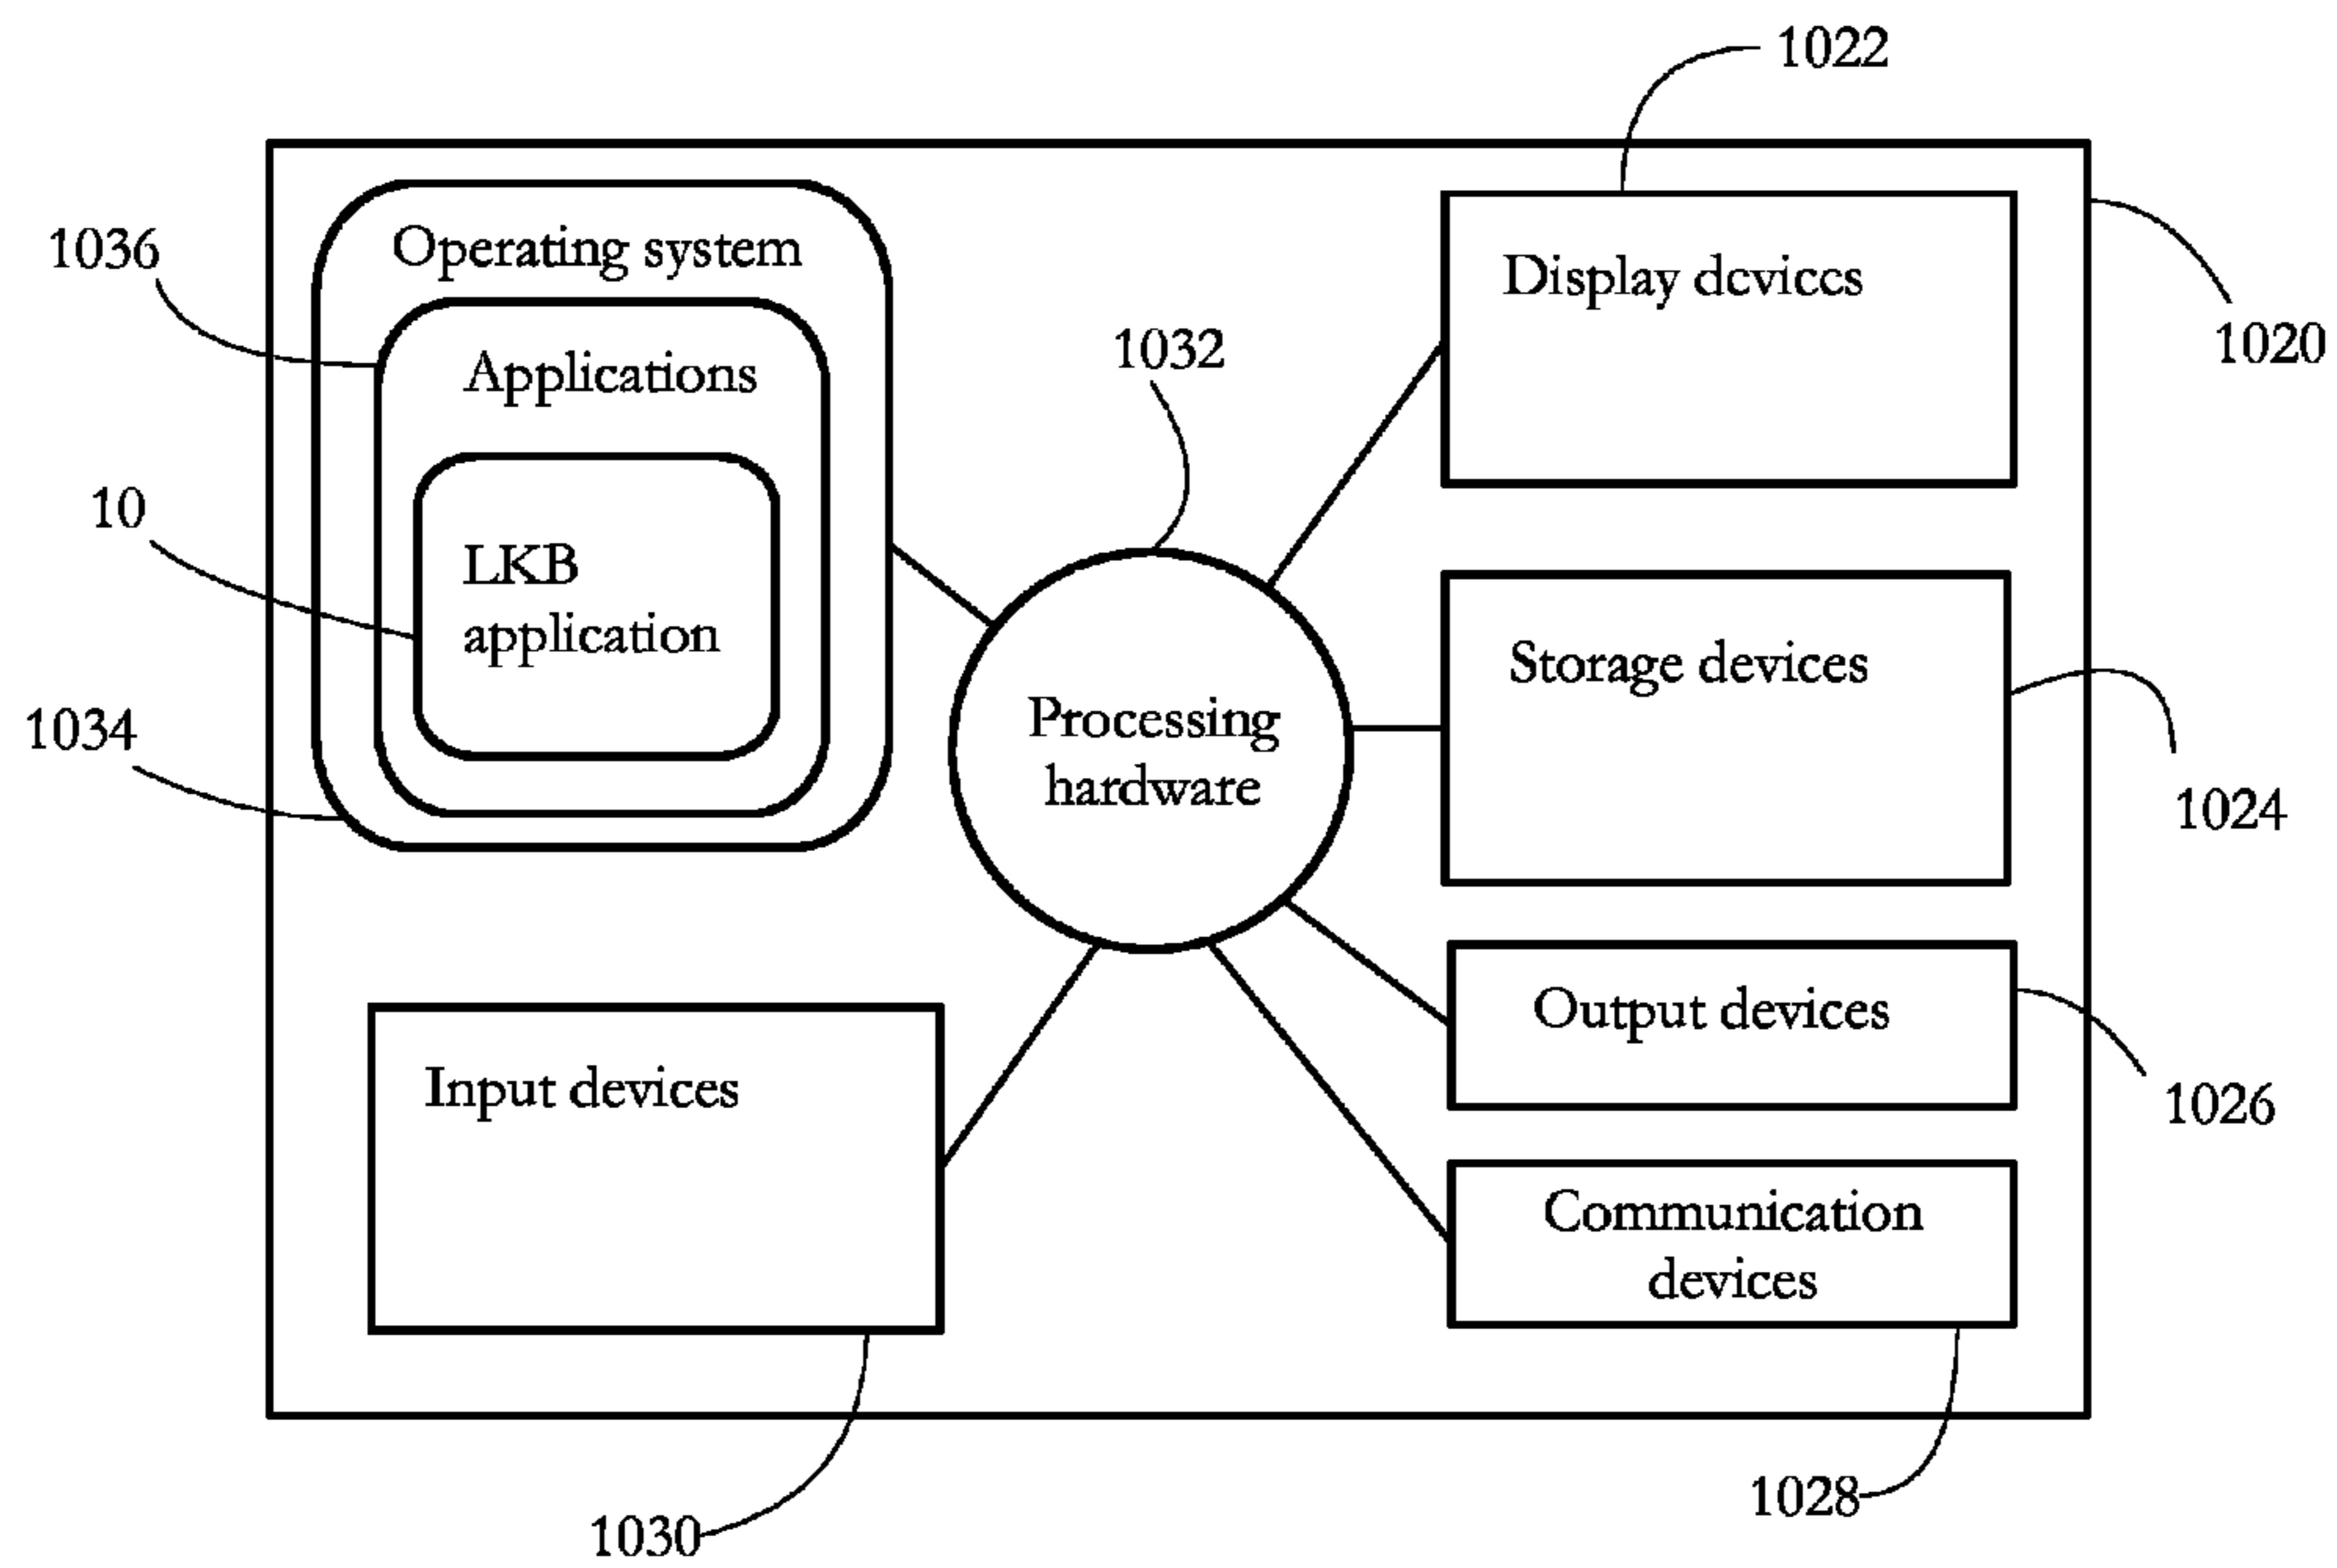 1022
1036
Operating system
Display devices
1020
1032
Applications
10
LKB
application
Storage devices
1034
Processing
hardware
1024
Output devices
Input devices
1026
Communication
devices
1028
1030